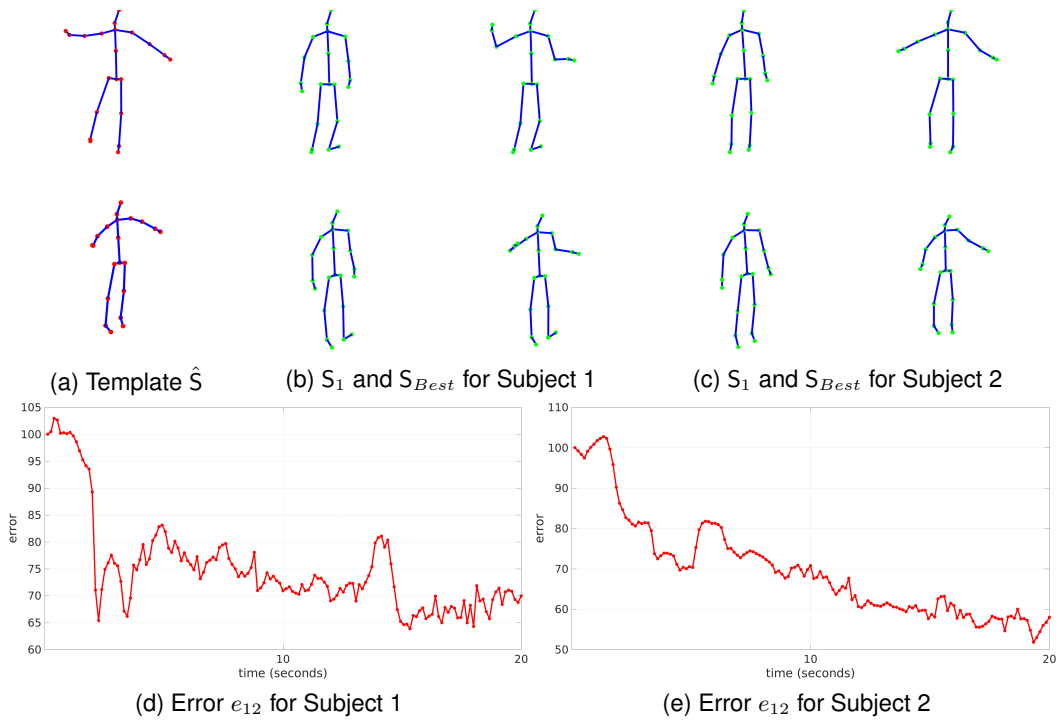 (a) Template Ŝ
(b) S₁ and S_Best for Subject 1
(c) S₁ and S_Best for Subject 2
105
100
95
90
85
80
75
70
65
60
error
10
20
time (seconds)
(d) Error e₁₂ for Subject 1
110
100
90
80
70
60
50
error
10
20
time (seconds)
(e) Error e₁₂ for Subject 2